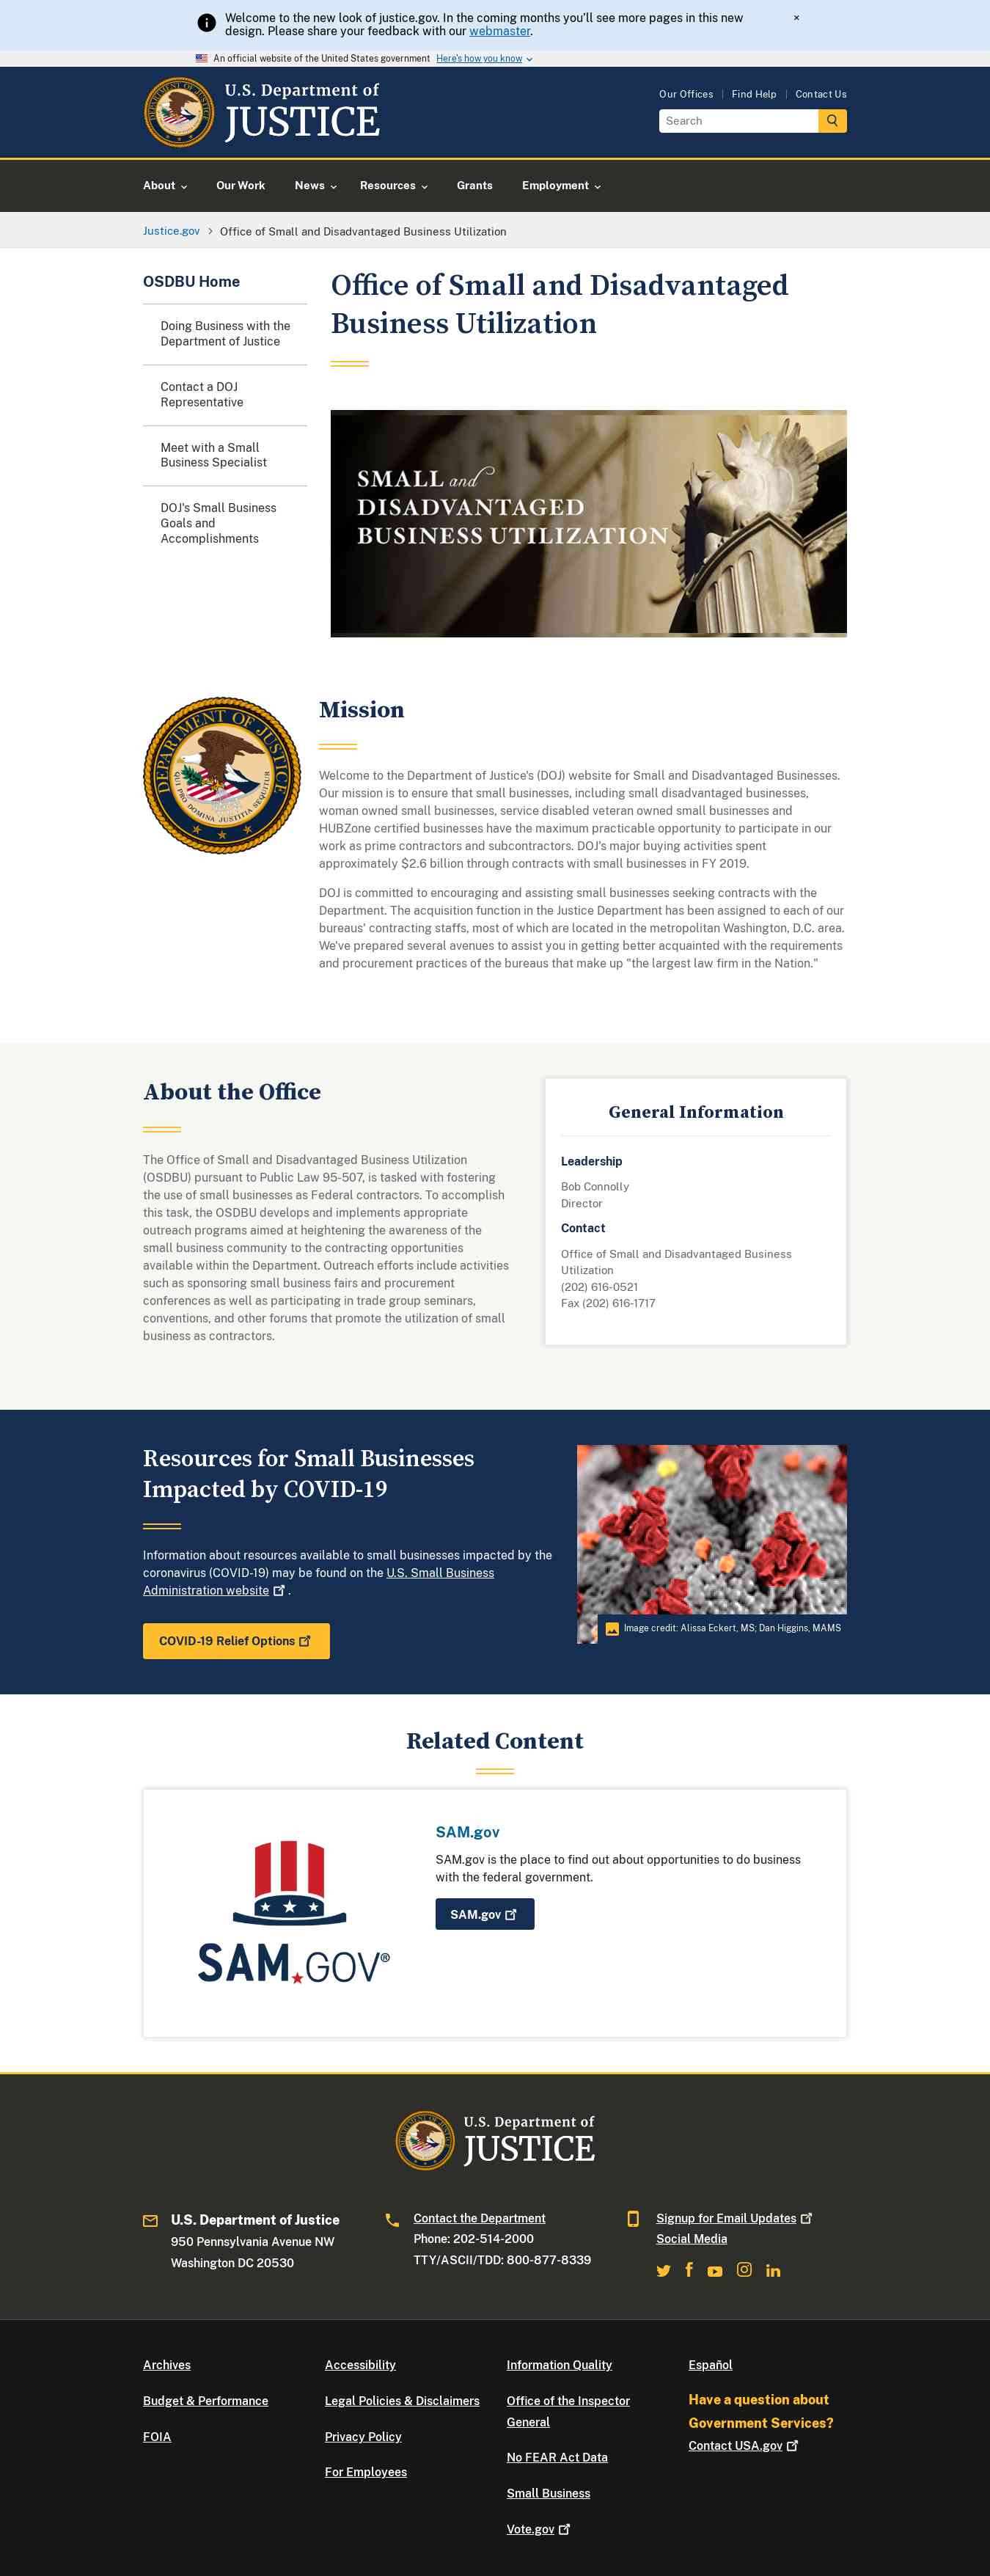 Welcome to the new look of justice.gov. In the coming months you'll see more pages in this new
design. Please share your feedback with our webmaster.
×
An official website of the United States government Here's how you know
U.S. Department of
JUSTICE
Our Offices
Find Help
Contact Us
Search
About
Our Work
News
Resources
Grants
Employment
Justice.gov
Office of Small and Disadvantaged Business Utilization
OSDBU Home
Doing Business with the
Department of Justice
Contact a DOJ
Representative
Meet with a Small
Business Specialist
DOJ's Small Business
Goals and
Accomplishments
Office of Small and Disadvantaged
Business Utilization
SMALL and
DISADVANTAGED
BUSINESS UTILIZATION
DEPARTMENT OF JUSTICE
QUI PRO DOMINA JUSTITIA SEQUITUR
Mission
Welcome to the Department of Justice's (DOJ) website for Small and Disadvantaged Businesses.
Our mission is to ensure that small businesses, including small disadvantaged businesses,
woman owned small businesses, service disabled veteran owned small businesses and
HUBZone certified businesses have the maximum practicable opportunity to participate in our
work as prime contractors and subcontractors. DOJ's major buying activities spent
approximately $2.6 billion through contracts with small businesses in FY 2019.
DOJ is committed to encouraging and assisting small businesses seeking contracts with the
Department. The acquisition function in the Justice Department has been assigned to each of our
bureaus' contracting staffs, most of which are located in the metropolitan Washington, D.C. area.
We've prepared several avenues to assist you in getting better acquainted with the requirements
and procurement practices of the bureaus that make up "the largest law firm in the Nation."
About the Office
The Office of Small and Disadvantaged Business Utilization
(OSDBU) pursuant to Public Law 95-507, is tasked with fostering
the use of small businesses as Federal contractors. To accomplish
this task, the OSDBU develops and implements appropriate
outreach programs aimed at heightening the awareness of the
small business community to the contracting opportunities
available within the Department. Outreach efforts include activities
such as sponsoring small business fairs and procurement
conferences as well as participating in trade group seminars,
conventions, and other forums that promote the utilization of small
business as contractors.
General Information
Leadership
Bob Connolly
Director
Contact
Office of Small and Disadvantaged Business
Utilization
(202) 616-0521
Fax (202) 616-1717
Resources for Small Businesses
Impacted by COVID-19
Information about resources available to small businesses impacted by the
coronavirus (COVID-19) may be found on the U.S. Small Business
Administration website .
COVID-19 Relief Options
Image credit: Alissa Eckert, MS; Dan Higgins, MAMS
Related Content
SAM.GOV®
SAM.gov
SAM.gov is the place to find out about opportunities to do business
with the federal government.
SAM.gov
U.S. Department of
JUSTICE
U.S. Department of Justice
950 Pennsylvania Avenue NW
Washington DC 20530
Contact the Department
Phone: 202-514-2000
TTY/ASCII/TDD: 800-877-8339
Signup for Email Updates
Social Media
Archives
Budget & Performance
FOIA
Accessibility
Legal Policies & Disclaimers
Privacy Policy
For Employees
Information Quality
Office of the Inspector
General
No FEAR Act Data
Small Business
Vote.gov
Español
Have a question about
Government Services?
Contact USA.gov